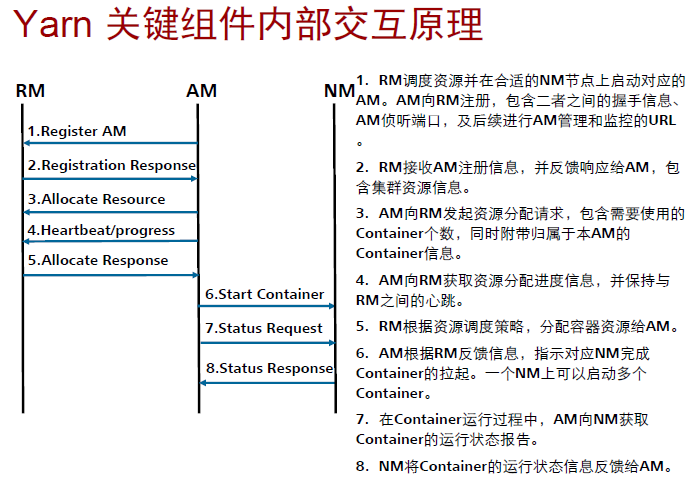 Yarn 关键组件内部交互原理
RM
AM
NM
1.Register AM
2.Registration Response
3.Allocate Resource
4.Heartbeat/progress
5.Allocate Response
6.Start Container
7.Status Request
8.Status Response
1. RM调度资源并在合适的NM节点上启动对应的
AM。AM向RM注册，包含二者之间的握手信息、
AM侦听端口，及后续进行AM管理和监控的URL
。
2. RM接收AM注册信息，并反馈响应给AM，包
含集群资源信息。
3. AM向RM发起资源分配请求，包含需要使用的
Container个数，同时附带归属于本AM的
Container信息。
4. AM向RM获取资源分配进度信息，并保持与
RM之间的心跳。
5. RM根据资源调度策略，分配容器资源给AM。
6. AM根据RM反馈信息，指示对应NM完成
Container的拉起。一个NM上可以启动多个
Container。
7. 在Container运行过程中，AM向NM获取
Container的运行状态报告。
8. NM将Container的运行状态信息反馈给AM。